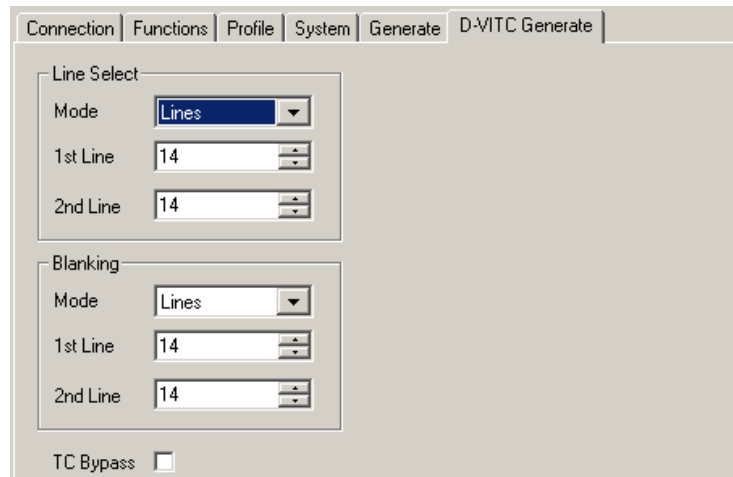 Connection Functions Profile System Generate D-VITC Generate
Line Select
Mode Lines
1st Line 14
2nd Line 14
Blanking
Mode Lines
1st Line 14
2nd Line 14
TC Bypass